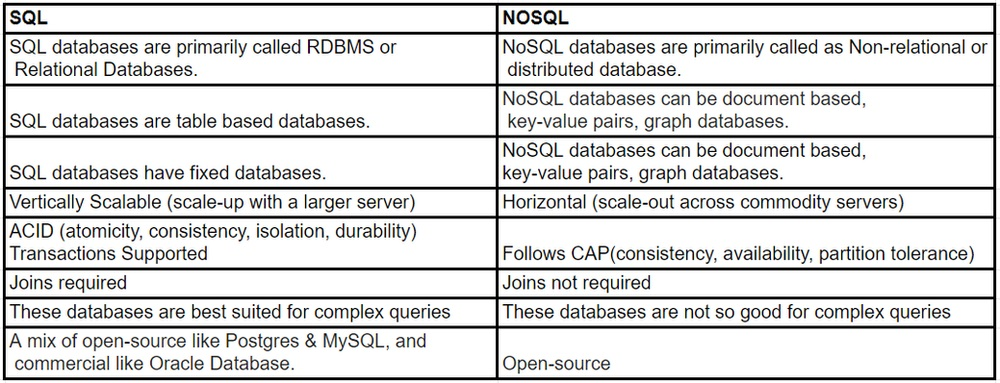 SQL
NOSQL
SQL databases are primarily called RDBMS or
Relational Databases.
NoSQL databases are primarily called as Non-relational or
distributed database.
SQL databases are table based databases.
NoSQL databases can be document based,
key-value pairs, graph databases.
SQL databases have fixed databases.
NoSQL databases can be document based,
key-value pairs, graph databases.
Vertically Scalable (scale-up with a larger server)
Horizontal (scale-out across commodity servers)
ACID (atomicity, consistency, isolation, durability)
Transactions Supported
Follows CAP(consistency, availability, partition tolerance)
Joins required
Joins not required
These databases are best suited for complex queries
These databases are not so good for complex queries
A mix of open-source like Postgres & MySQL, and
commercial like Oracle Database.
Open-source